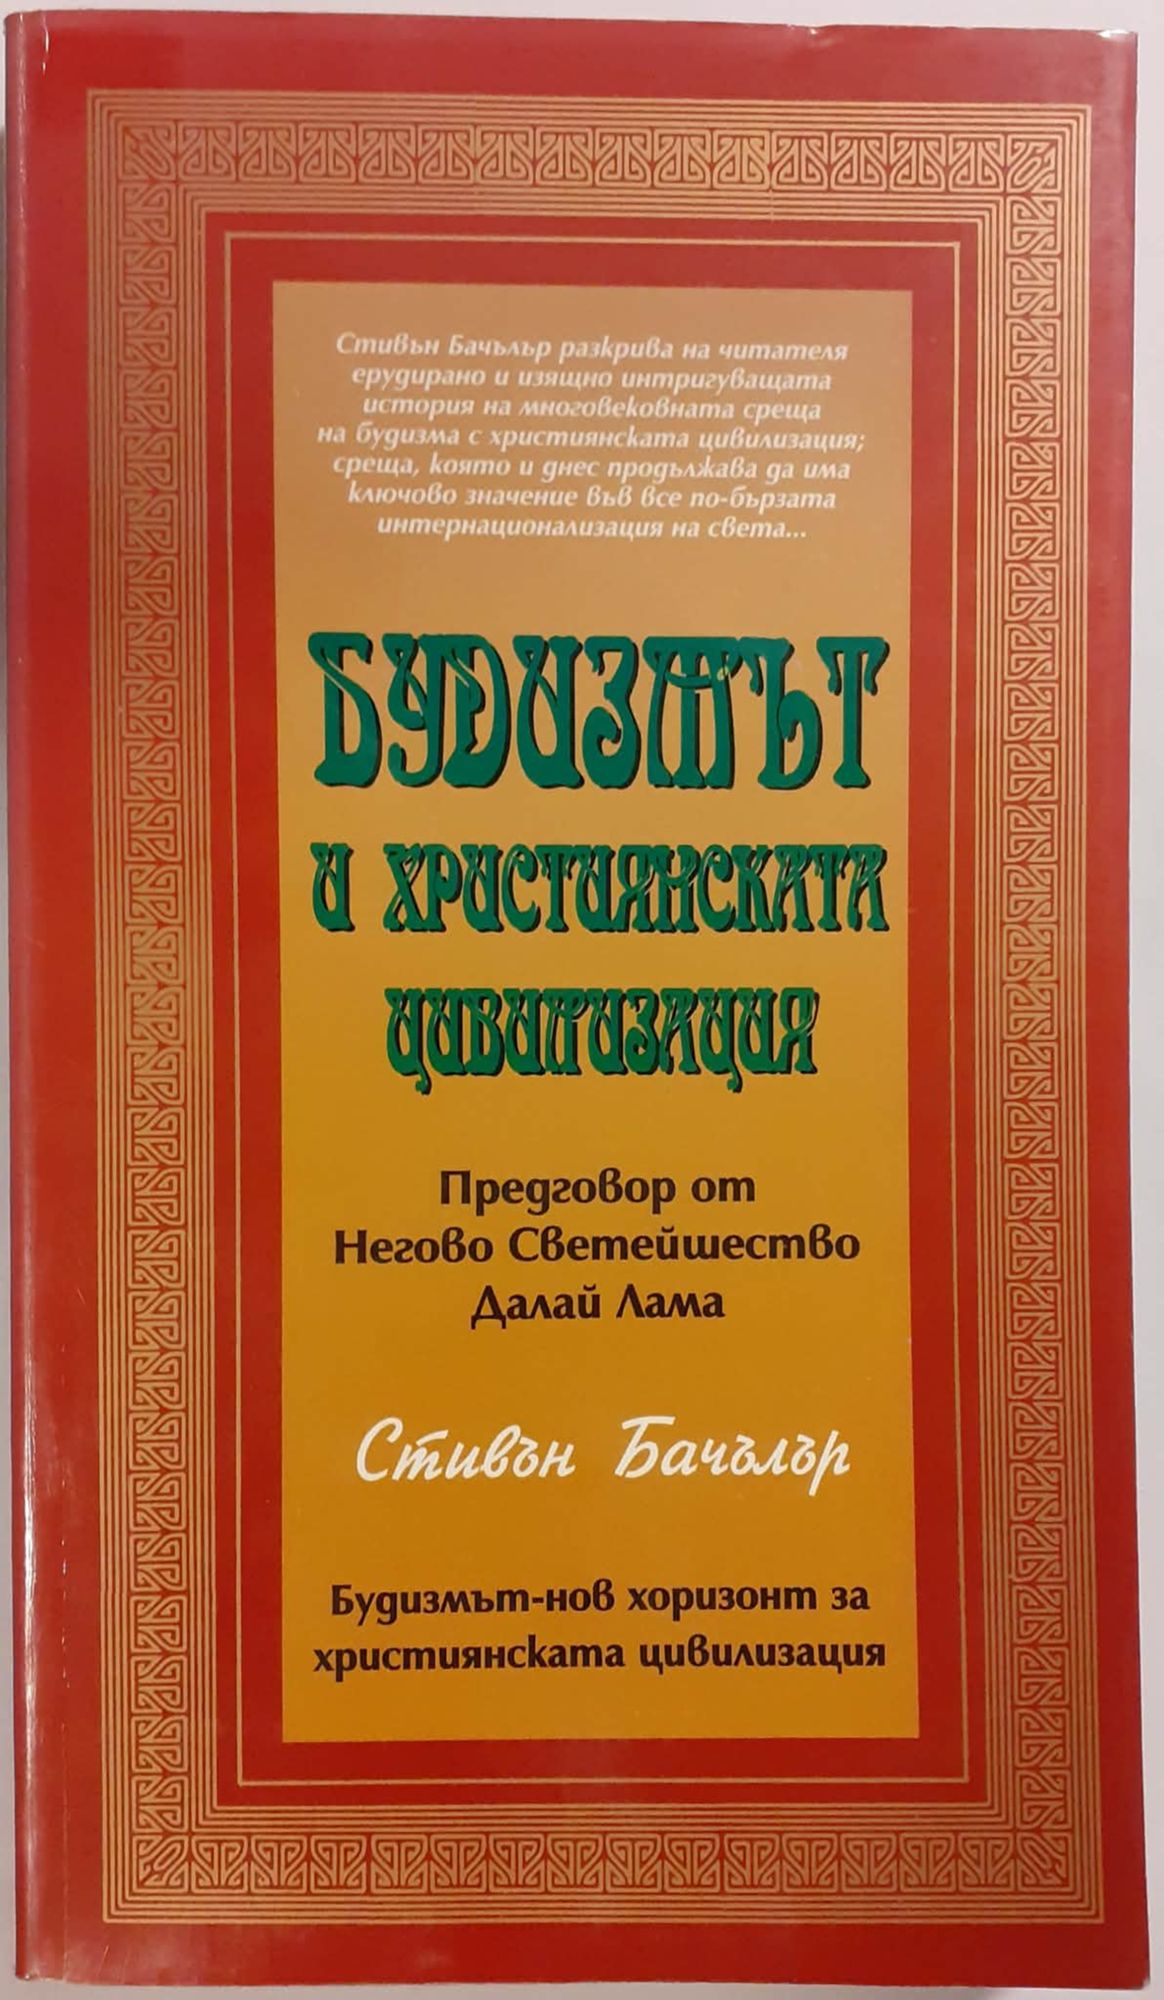 Стивън Бачълър разкрива на читателя
ерудирано и изящно интригуващата
история на многовековната среща
на будизма с християнската цивилизация;
среща, която и днес продължава да има
ключово значение във все по-бързата
интернационализация на света...
БУДИЗМЪТ
И ХРИСТИЯНСКАТА
ЦИВИЛИЗАЦИЯ
Предговор от
Негово Светейшество
Далай Лама
Стивън Бачълър
Будизмът-нов хоризонт за
християнската цивилизация